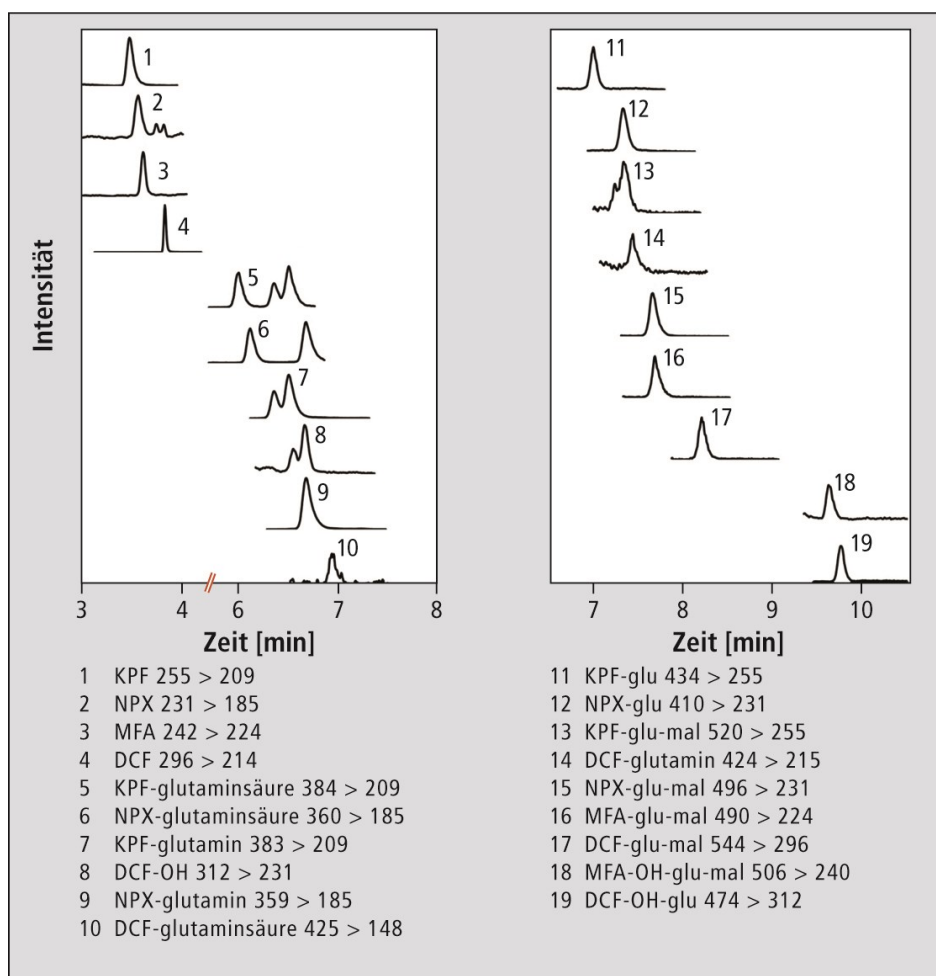 Intensität
1
2
3
4
5
6
7
8
9
10
3 4 6 7 8
Zeit [min]
11
12
13
14
15
16
17
18
19
7 8 9 10
Zeit [min]
1 KPF 255 > 209
2 NPX 231 > 185
3 MFA 242 > 224
4 DCF 296 > 214
5 KPF-glutaminsäure 384 > 209
6 NPX-glutaminsäure 360 > 185
7 KPF-glutamin 383 > 209
8 DCF-OH 312 > 231
9 NPX-glutamin 359 > 185
10 DCF-glutaminsäure 425 > 148
11 KPF-glu 434 > 255
12 NPX-glu 410 > 231
13 KPF-glu-mal 520 > 255
14 DCF-glutamin 424 > 215
15 NPX-glu-mal 496 > 231
16 MFA-glu-mal 490 > 224
17 DCF-glu-mal 544 > 296
18 MFA-OH-glu-mal 506 > 240
19 DCF-OH-glu 474 > 312